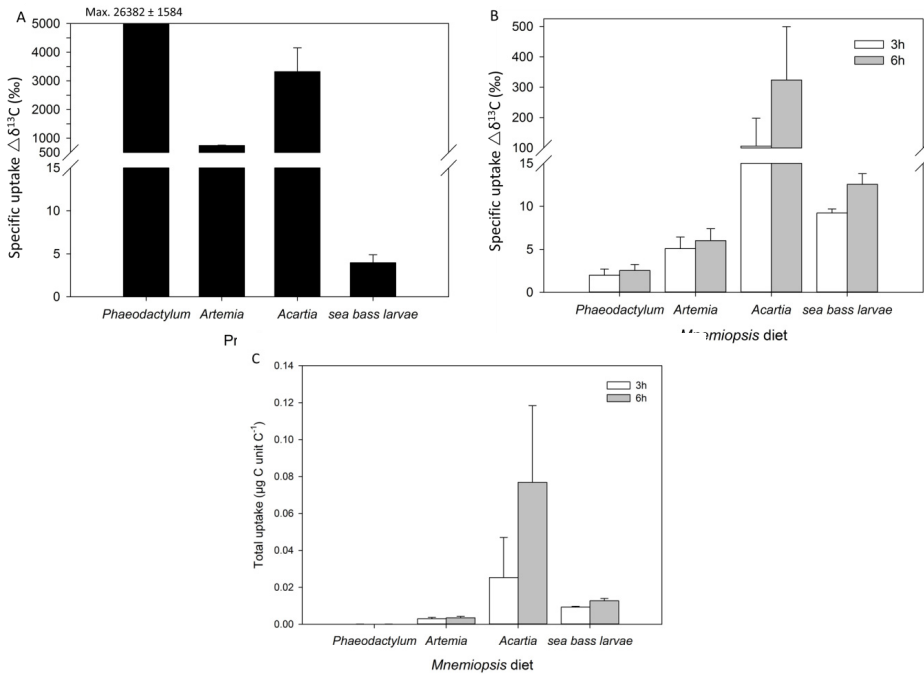 A
Max. 26382 ± 1584
Specific uptake △δ¹³C (‰)
5000
4000
3000
2000
1000
500
15
10
5
0
Phaeodactylum Artemia Acartia sea bass larvae
B
Specific uptake △δ¹³C (‰)
500
400
300
200
100
15
10
5
0
3h
6h
Phaeodactylum Artemia Acartia sea bass larvae
Mnemiopsis diet
C
Total uptake (µg C unit C⁻¹)
0.14
0.12
0.10
0.08
0.06
0.04
0.02
0.00
3h
6h
Phaeodactylum Artemia Acartia sea bass larvae
Mnemiopsis diet